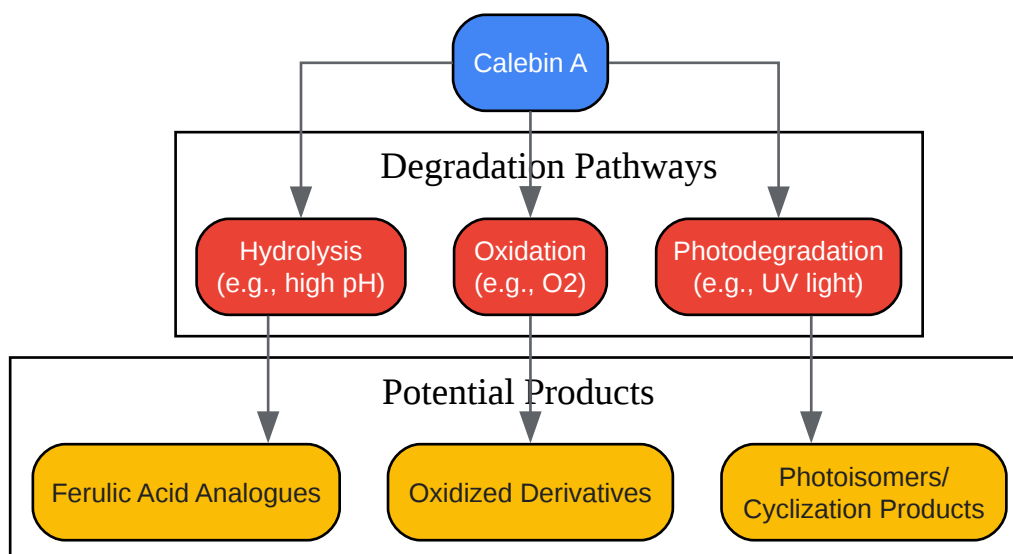 Calebin A
Degradation Pathways
Hydrolysis
(e.g., high pH)
Oxidation
(e.g., O2)
Photodegradation
(e.g., UV light)
Potential Products
Ferulic Acid Analogues
Oxidized Derivatives
Photoisomers/
Cyclization Products